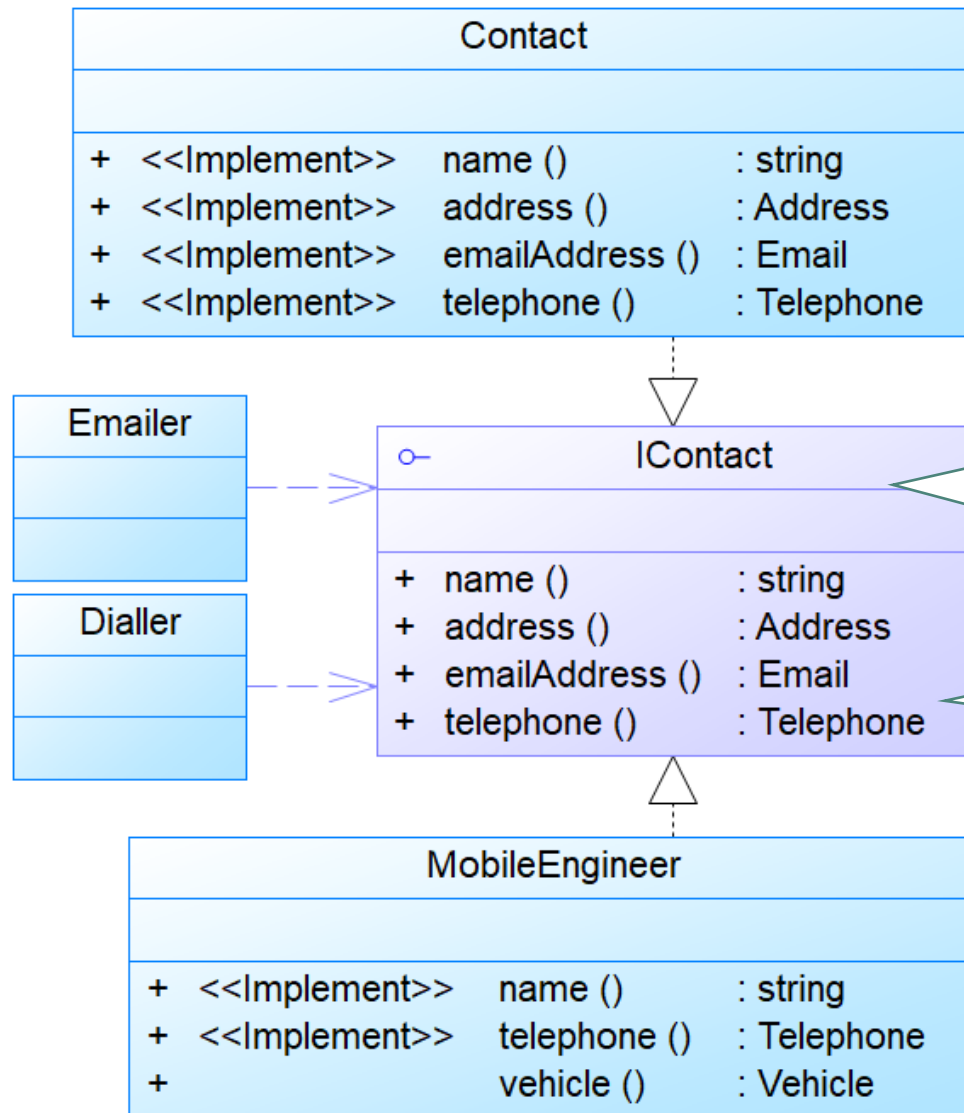 Contact
+ <<Implement>> name () : string
+ <<Implement>> address () : Address
+ <<Implement>> emailAddress () : Email
+ <<Implement>> telephone () : Telephone
Emailer
IContact
+ name () : string
+ address () : Address
+ emailAddress () : Email
+ telephone () : Telephone
Dialler
MobileEngineer
+ <<Implement>> name () : string
+ <<Implement>> telephone () : Telephone
+ vehicle () : Vehicle